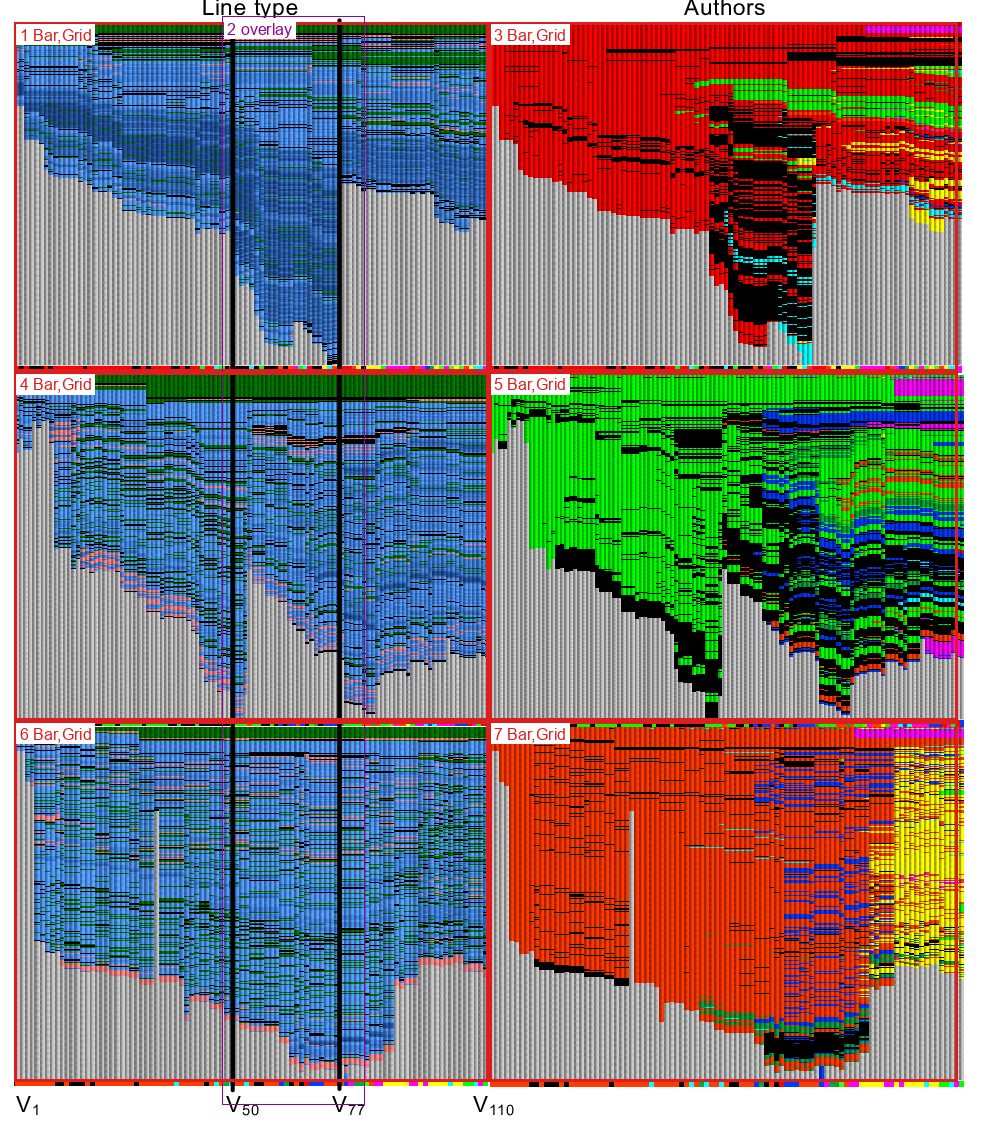 Line type
Authors
1 Bar,Grid
2 overlay
3 Bar,Grid
4 Bar,Grid
5 Bar,Grid
6 Bar,Grid
7 Bar,Grid
V1 V50 V77 V110